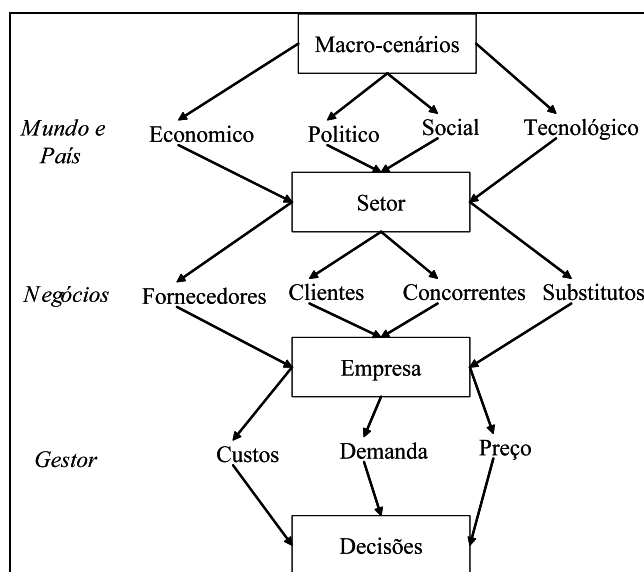 Macro-cenários
Mundo e
País
Economico
Politico
Social
Tecnológico
Setor
Negócios
Fornecedores
Clientes
Concorrentes
Substitutos
Empresa
Gestor
Custos
Demanda
Preço
Decisões